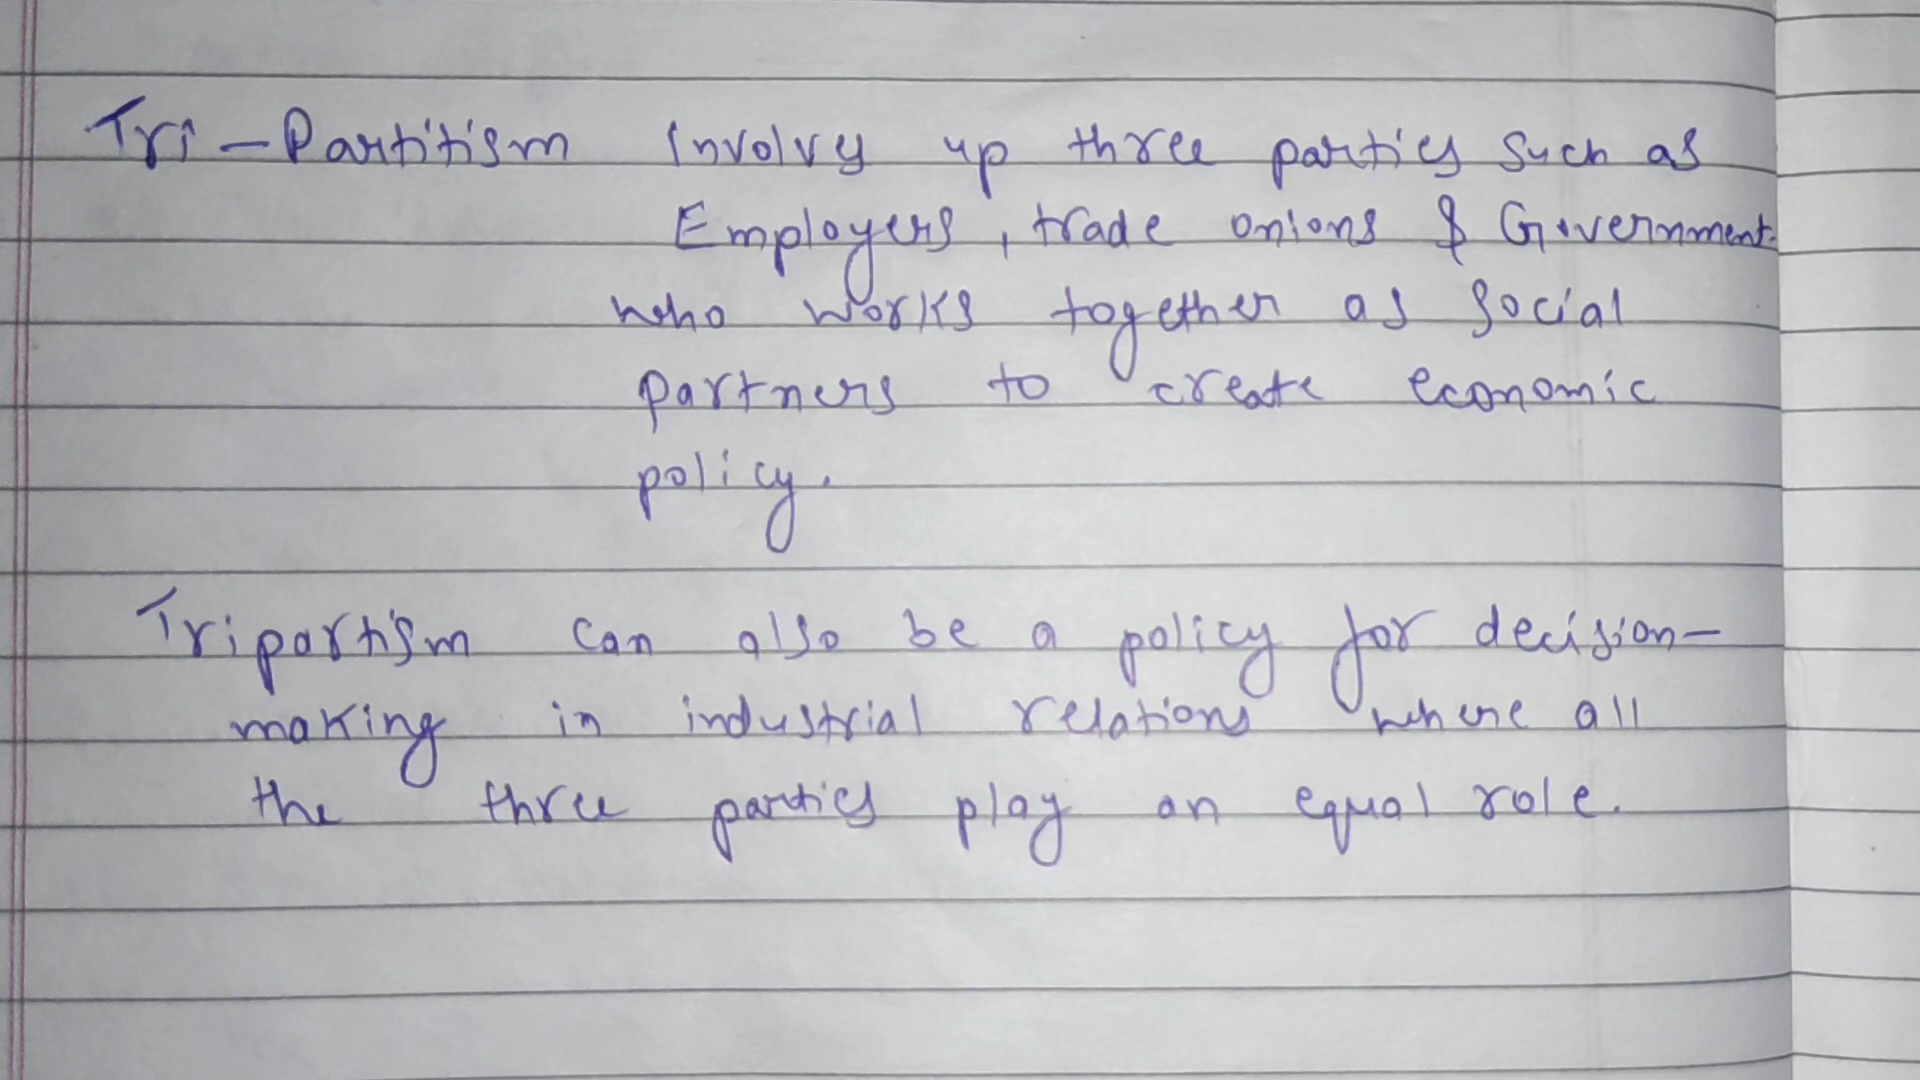 Tri-Partitism involves up three parties such as
Employers, trade onions & Government
who works together as social
partners to create economic
policy.
Tripartism can also be a policy for decision-
making in industrial relations where all
the three parties play an equal role.